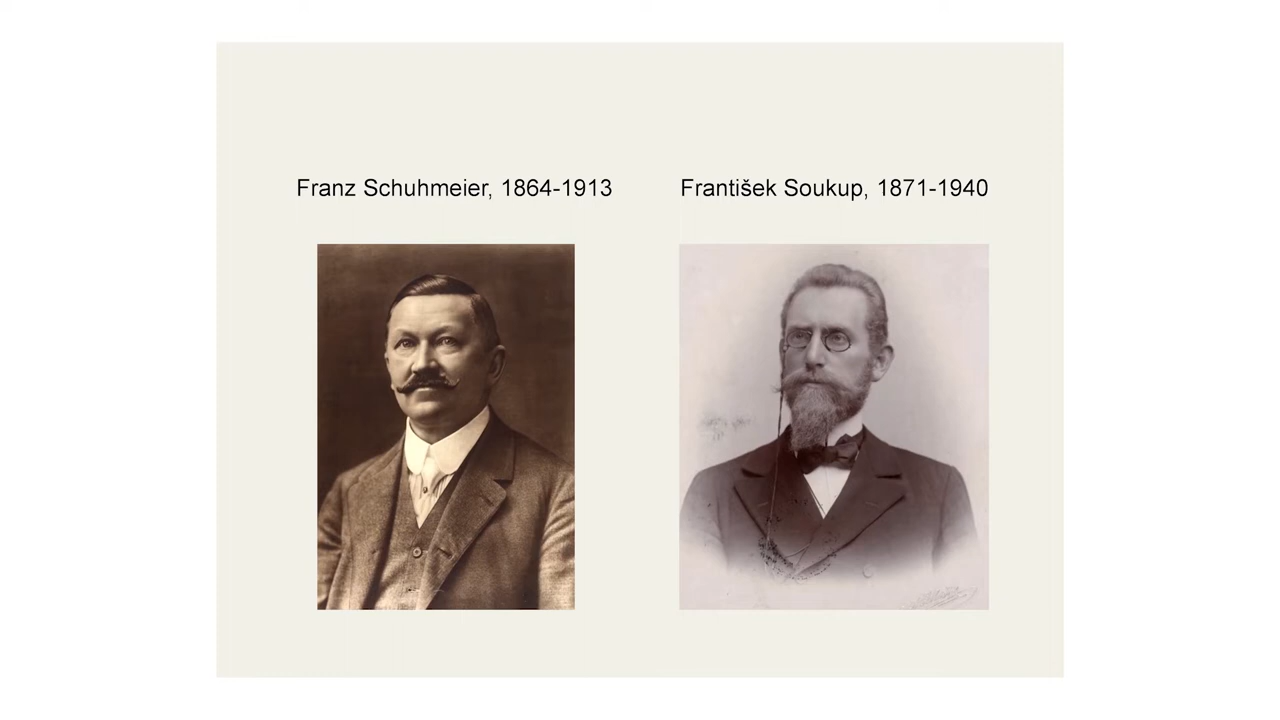 Franz Schuhmeier, 1864-1913
František Soukup, 1871-1940